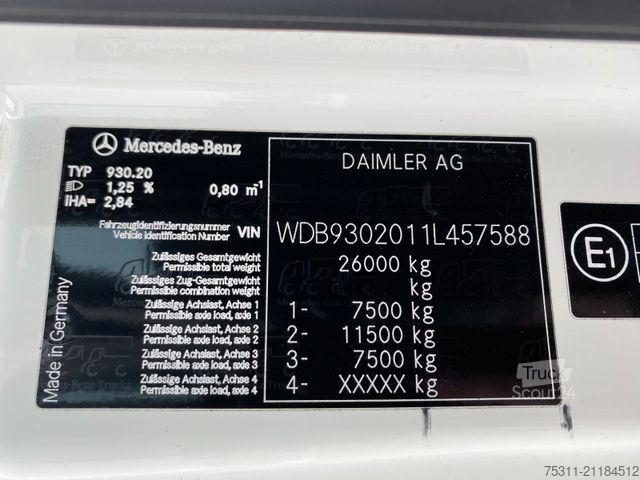 Mercedes-Benz
DAIMLER AG
TYP 930.20
1,25 % 0,80 m⁻¹
IHA= 2,84
Fahrzeugidentifizierungsnummer
Vehicle Identification Number VIN WDB9302011L457588
Zulässiges Gesamtgewicht
Permissible total weight 26000 kg
Zulässiges Zug-Gesamtgewicht
Permissible combination weight kg
Zulässige Achslast, Achse 1
Permissible axle load, axle 1 1- 7500 kg
Zulässige Achslast, Achse 2
Permissible axle load, axle 2 2- 11500 kg
Zulässige Achslast, Achse 3
Permissible axle load, axle 3 3- 7500 kg
Zulässige Achslast, Achse 4
Permissible axle load, axle 4 4- XXXXX kg
Made in Germany
E1
Truck
Scout24
75311-21184512